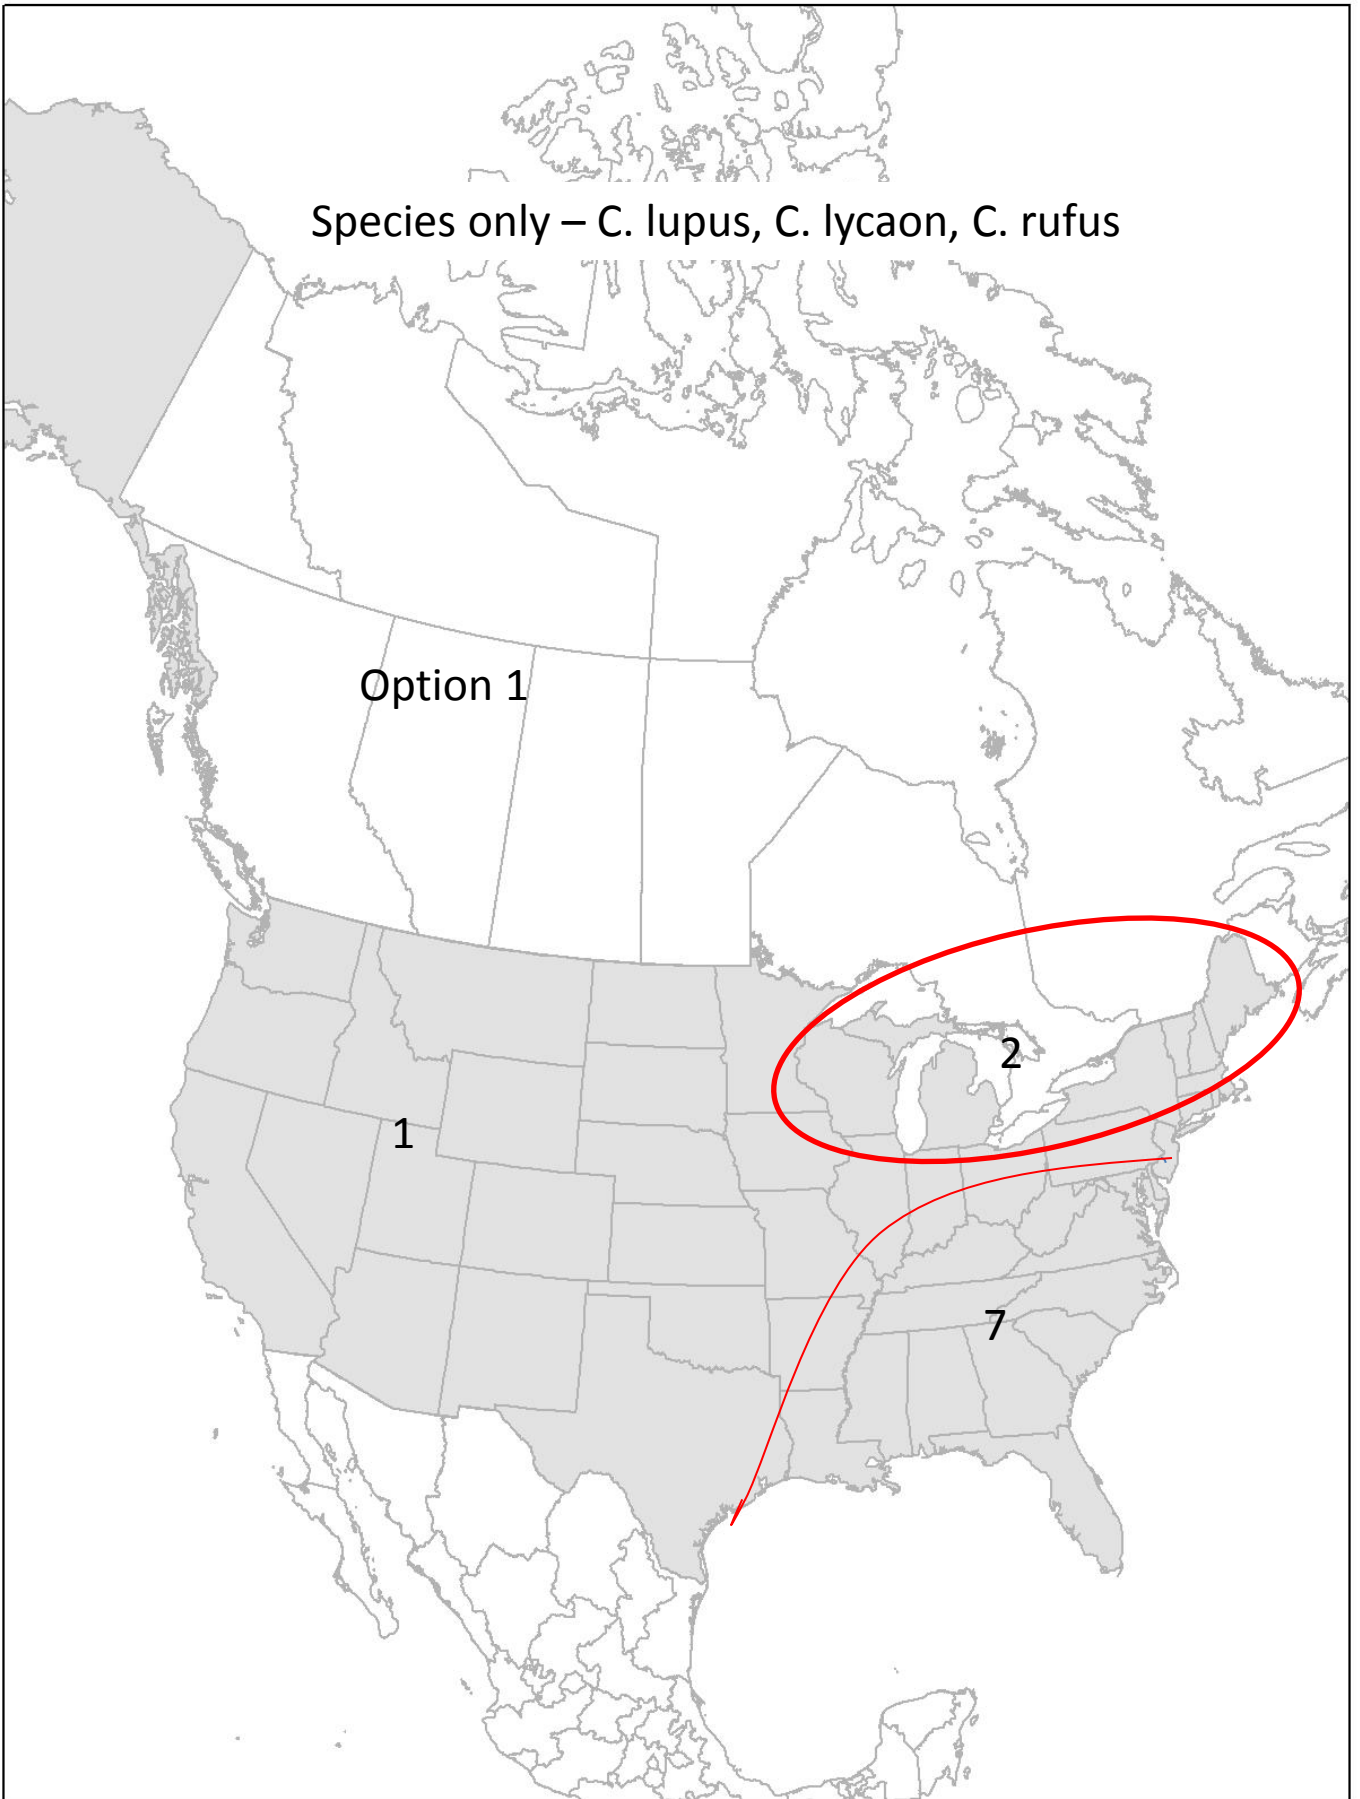 Species only – C. lupus, C. lycaon, C. rufus
Option 1
2
1
7